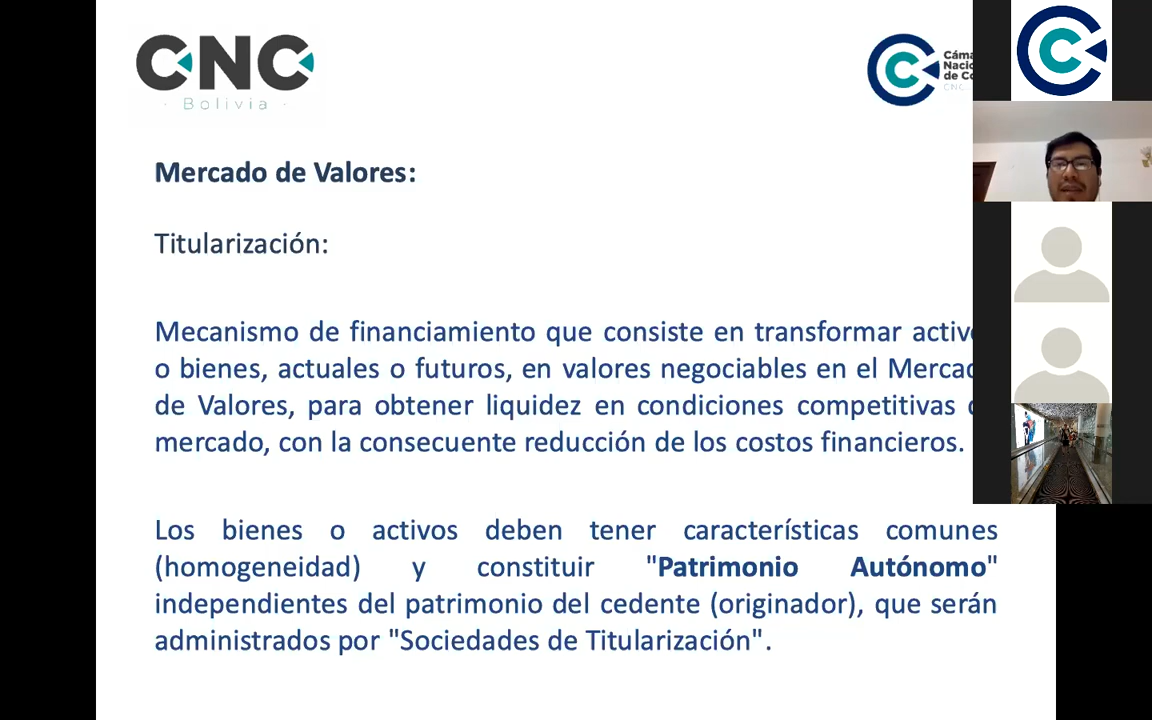 CNC
· Bolivia ·
Mercado de Valores:
Titularización:
Mecanismo de financiamiento que consiste en transformar
o bienes, actuales o futuros, en valores negociables en el
de Valores, para obtener liquidez en condiciones competitivas
mercado, con la consecuente reducción de los costos financieros.
Los bienes o activos deben tener características comunes
(homogeneidad) y constituir "Patrimonio Autónomo"
independientes del patrimonio del cedente (originador), que serán
administrados por "Sociedades de Titularización".